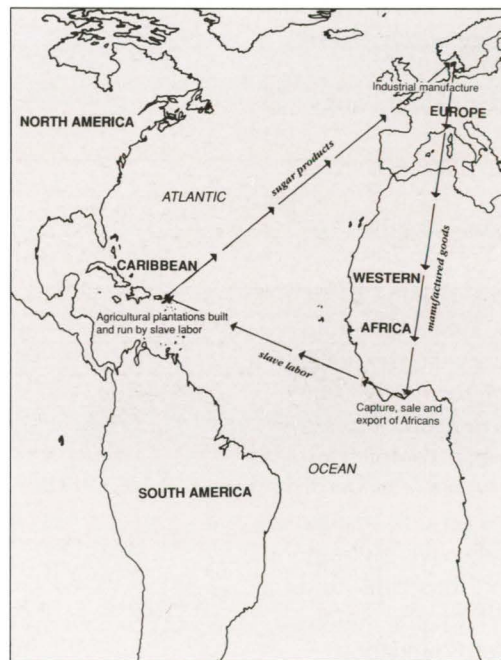 Industrial manufacture
EUROPE
NORTH AMERICA
sugar products
ATLANTIC
CARIBBEAN
WESTERN
manufactured goods
Agricultural plantations built
and run by slave labor
AFRICA
slave labor
Capture, sale and
export of Africans
OCEAN
SOUTH AMERICA